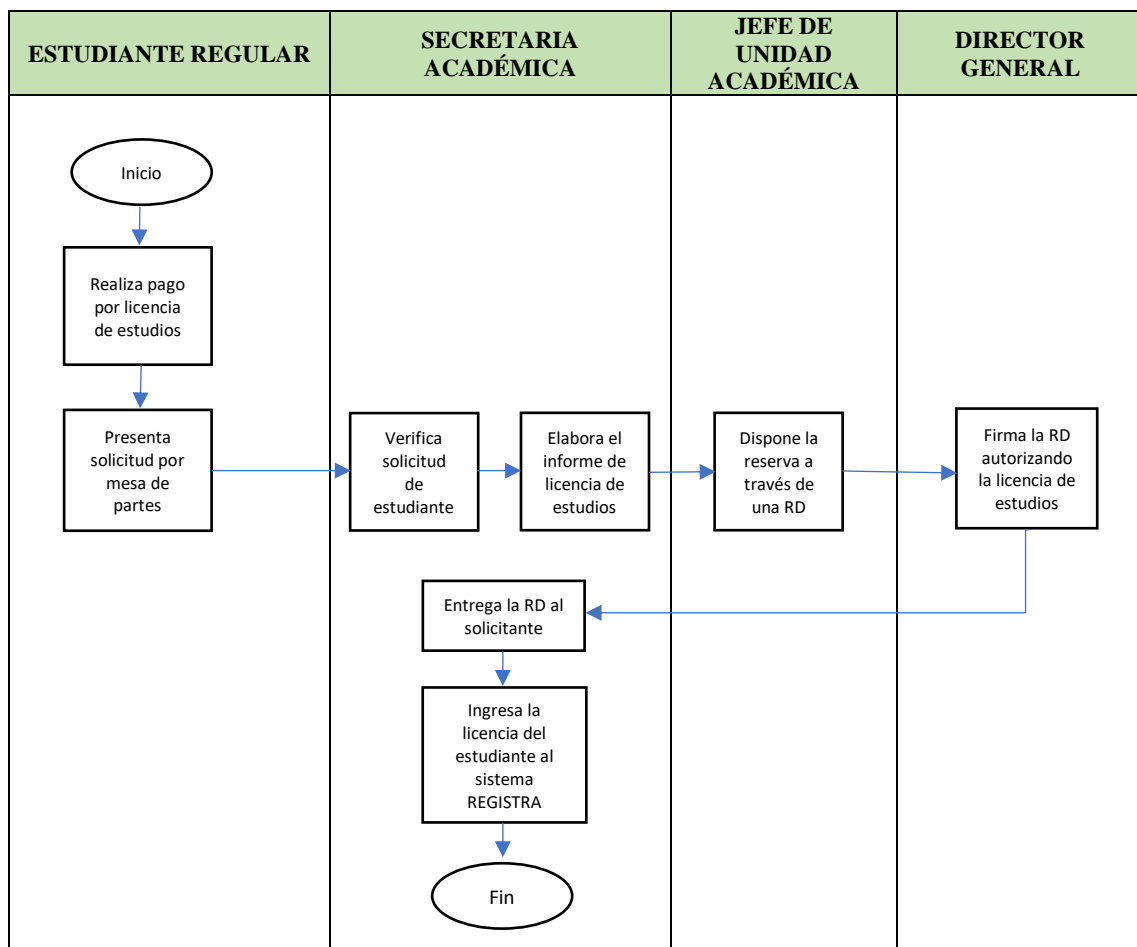 ESTUDIANTE REGULAR
SECRETARIA
ACADÉMICA
JEFE DE
UNIDAD
ACADÉMICA
DIRECTOR
GENERAL
Inicio
Realiza pago
por licencia
de estudios
Presenta
solicitud por
mesa de
partes
Verifica
solicitud
de
estudiante
Elabora el
informe de
licencia de
estudios
Dispone la
reserva a
través de
una RD
Firma la RD
autorizando
la licencia de
estudios
Entrega la RD al
solicitante
Ingresa la
licencia del
estudiante al
sistema
REGISTRA
Fin